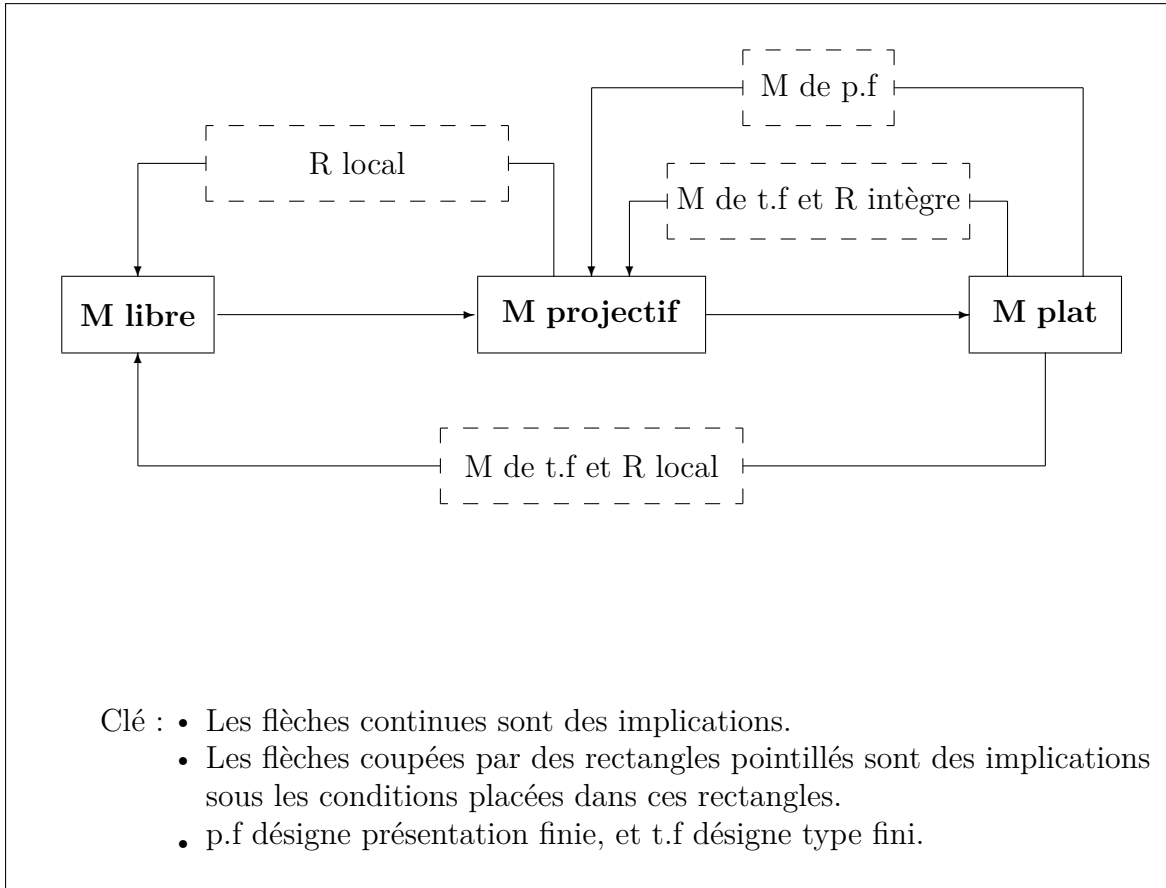 M de p.f
R local
M de t.f et R intègre
M libre
M projectif
M plat
M de t.f et R local
Clé : • Les flèches continues sont des implications.
• Les flèches coupées par des rectangles pointillés sont des implications
sous les conditions placées dans ces rectangles.
• p.f désigne présentation finie, et t.f désigne type fini.